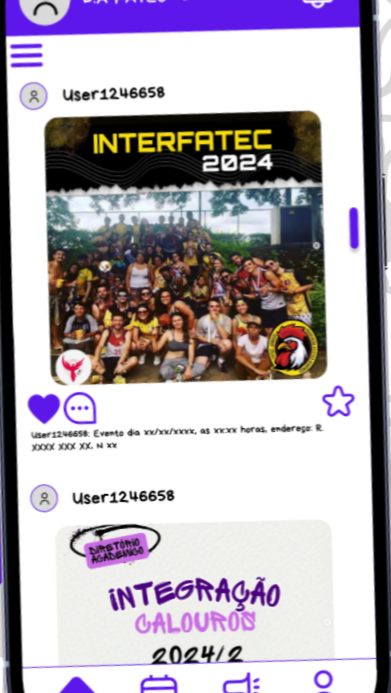 User1246658
INTERFATEC
2024
User1246658: Evento dia xx/xx/xxxx, as xx:xx horas, endereço: R.
XXXX XXX XX, N xx
User1246658
DIRETÓRIO
ACADEMICO
INTEGRAÇÃO
CALOUROS
2024/2